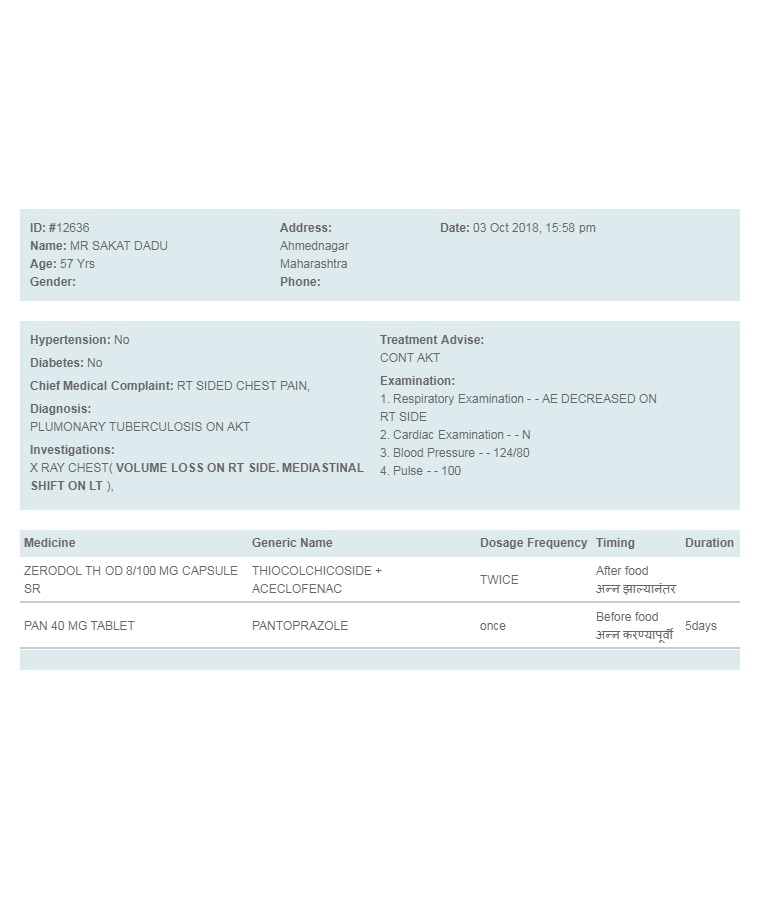 ID: #12636
Name: MR SAKAT DADU
Age: 57 Yrs
Gender:
Address:
Ahmednagar
Maharashtra
Phone:
Date: 03 Oct 2018, 15:58 pm
Hypertension: No
Diabetes: No
Chief Medical Complaint: RT SIDED CHEST PAIN,
Diagnosis:
PLUMONARY TUBERCULOSIS ON AKT
Investigations:
X RAY CHEST( VOLUME LOSS ON RT SIDE. MEDIASTINAL
SHIFT ON LT ),
Treatment Advise:
CONT AKT
Examination:
1. Respiratory Examination - - AE DECREASED ON
RT SIDE
2. Cardiac Examination - - N
3. Blood Pressure - - 124/80
4. Pulse - - 100
Medicine Generic Name Dosage Frequency Timing Duration
ZERODOL TH OD 8/100 MG CAPSULE
SR
THIOCOLCHICOSIDE +
ACECLOFENAC
TWICE
After food
अन्न झाल्यानंतर
PAN 40 MG TABLET
PANTOPRAZOLE
once
Before food
अन्न करण्यापूर्वी
5days